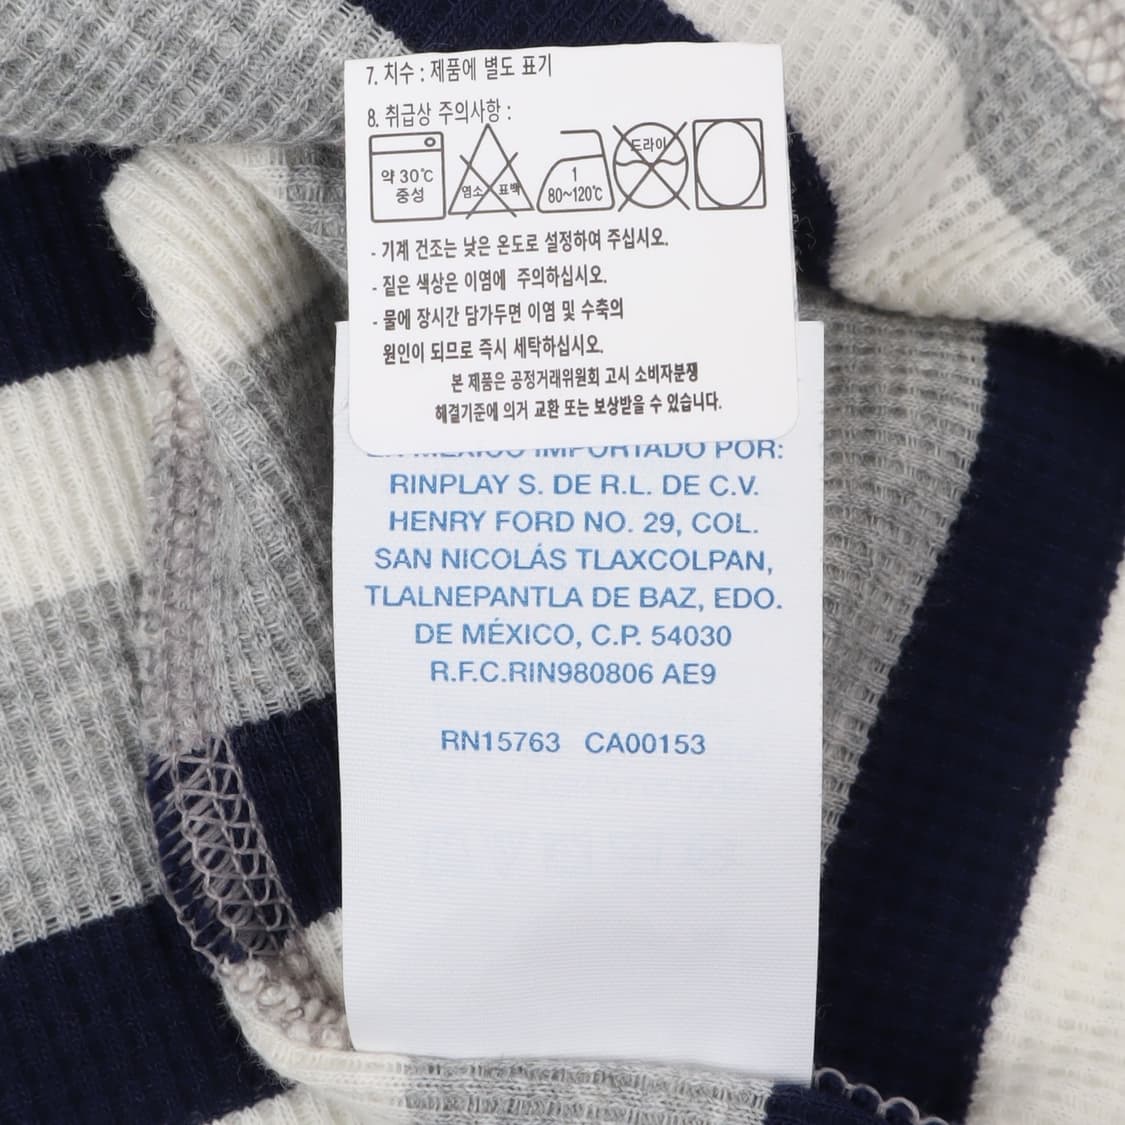 7. 치수 : 제품에 별도 표기
8. 취급상 주의사항 :
약 30℃
중성
염소 표백
1
80~120℃
드라이
- 기계 건조는 낮은 온도로 설정하여 주십시오.
- 짙은 색상은 이염에 주의하십시오.
- 물에 장시간 담가두면 이염 및 수축의
원인이 되므로 즉시 세탁하십시오.
본 제품은 공정거래위원회 고시 소비자분쟁
해결기준에 의거 교환 또는 보상받을 수 있습니다.
EN MÉXICO IMPORTADO POR:
RINPLAY S. DE R.L. DE C.V.
HENRY FORD NO. 29, COL.
SAN NICOLÁS TLAXCOLPAN,
TLALNEPANTLA DE BAZ, EDO.
DE MÉXICO, C.P. 54030
R.F.C.RIN980806 AE9
RN15763 CA00153